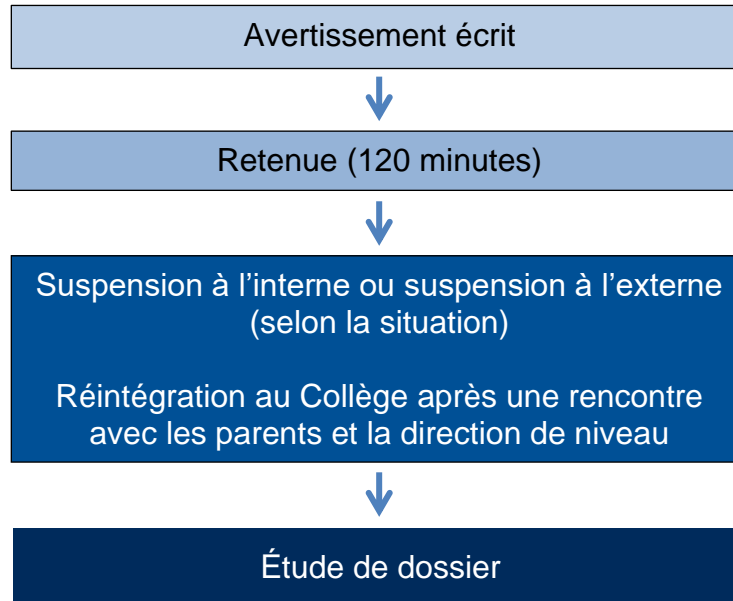 Avertissement écrit
Retenue (120 minutes)
Suspension à l'interne ou suspension à l'externe
(selon la situation)
Réintégration au Collège après une rencontre
avec les parents et la direction de niveau
Étude de dossier